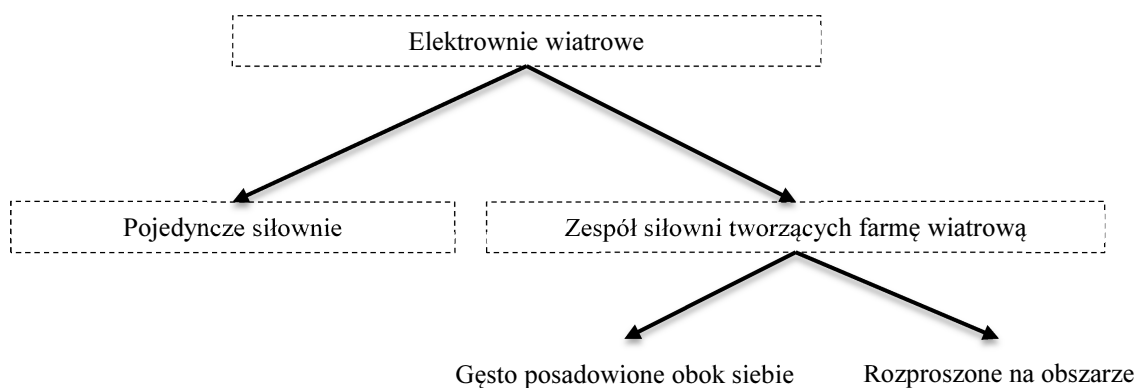 Elektrownie wiatrowe
Pojedyncze siłownie
Zespół siłowni tworzących farmę wiatrową
Gęsto posadowione obok siebie
Rozproszone na obszarze